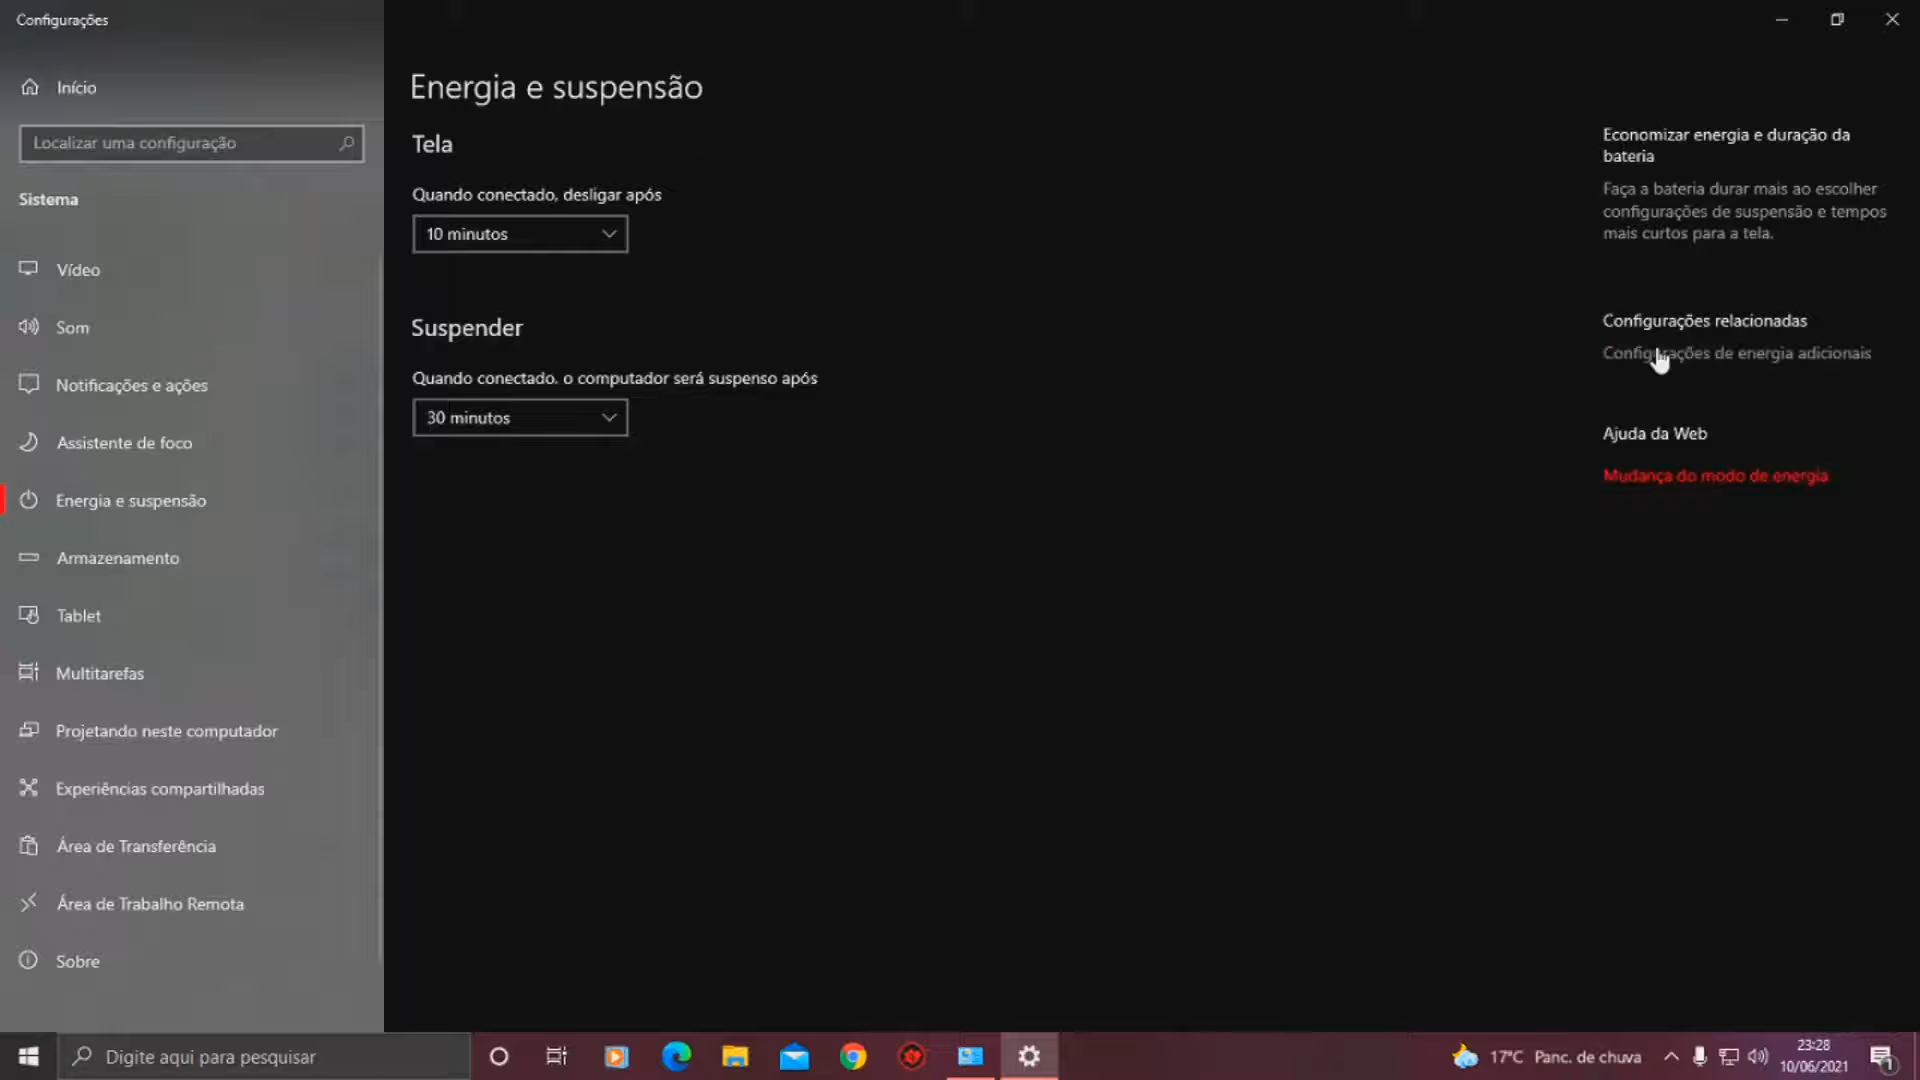 Configurações
Início
Localizar uma configuração
Sistema
Vídeo
Som
Notificações e ações
Assistente de foco
Energia e suspensão
Armazenamento
Tablet
Multitarefas
Projetando neste computador
Experiências compartilhadas
Área de Transferência
Área de Trabalho Remota
Sobre
Energia e suspensão
Tela
Quando conectado, desligar após
10 minutos
Suspender
Quando conectado, o computador será suspenso após
30 minutos
Economizar energia e duração da
bateria
Faça a bateria durar mais ao escolher
configurações de suspensão e tempos
mais curtos para a tela.
Configurações relacionadas
Configurações de energia adicionais
Ajuda da Web
Mudança do modo de energia
Digite aqui para pesquisar
17°C Panc. de chuva
23:28
10/06/2021
1